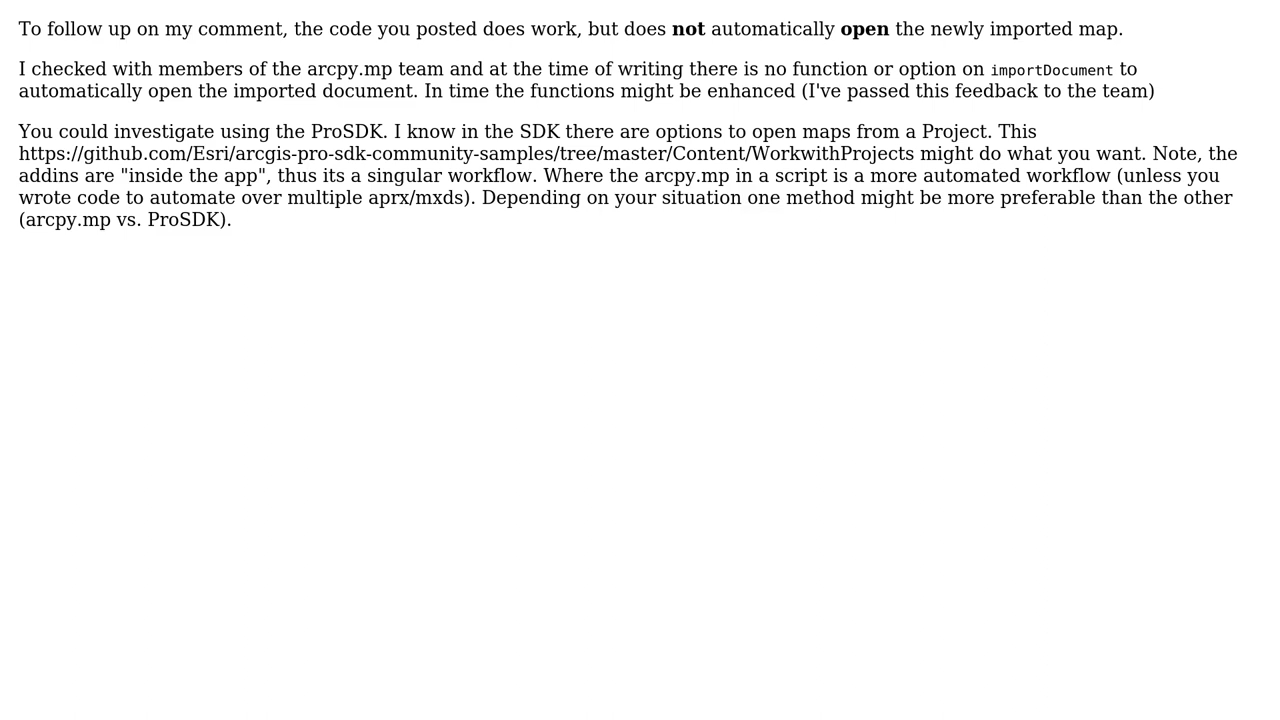 To follow up on my comment, the code you posted does work, but does not automatically open the newly imported map.
I checked with members of the arcpy.mp team and at the time of writing there is no function or option on importDocument to
automatically open the imported document. In time the functions might be enhanced (I've passed this feedback to the team)
You could investigate using the ProSDK. I know in the SDK there are options to open maps from a Project. This
https://github.com/Esri/arcgis-pro-sdk-community-samples/tree/master/Content/WorkwithProjects might do what you want. Note, the
addins are "inside the app", thus its a singular workflow. Where the arcpy.mp in a script is a more automated workflow (unless you
wrote code to automate over multiple aprx/mxds). Depending on your situation one method might be more preferable than the other
(arcpy.mp vs. ProSDK).